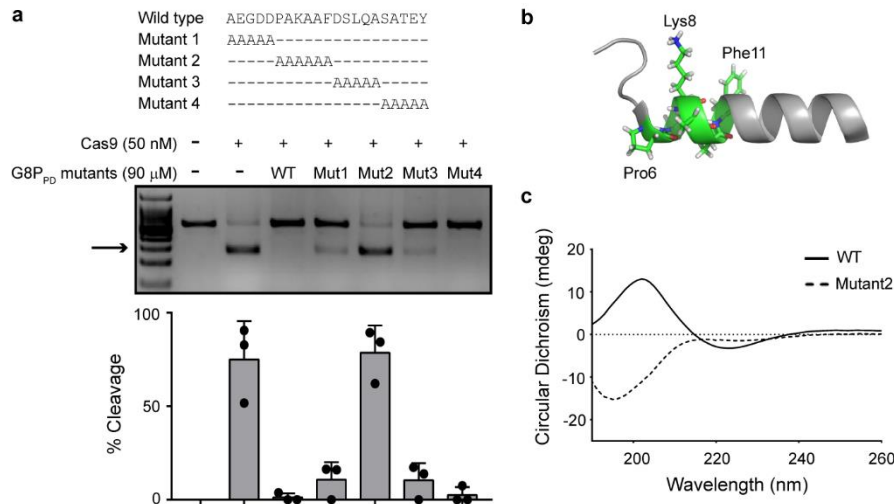 a
Wild type AEGDDPAKAAFDSLQASATEY
Mutant 1 AAAAA----------------
Mutant 2 -----AAAAAA----------
Mutant 3 -----------AAAAA-----
Mutant 4 ----------------AAAAA
Cas9 (50 nM) – + + + + + +
G8P_PD mutants (90 μM) – – WT Mut1 Mut2 Mut3 Mut4
% Cleavage
100
50
0
b
Lys8
Phe11
Pro6
c
Circular Dichroism (mdeg)
20
10
0
-10
-20
WT
Mutant2
200 220 240 260
Wavelength (nm)